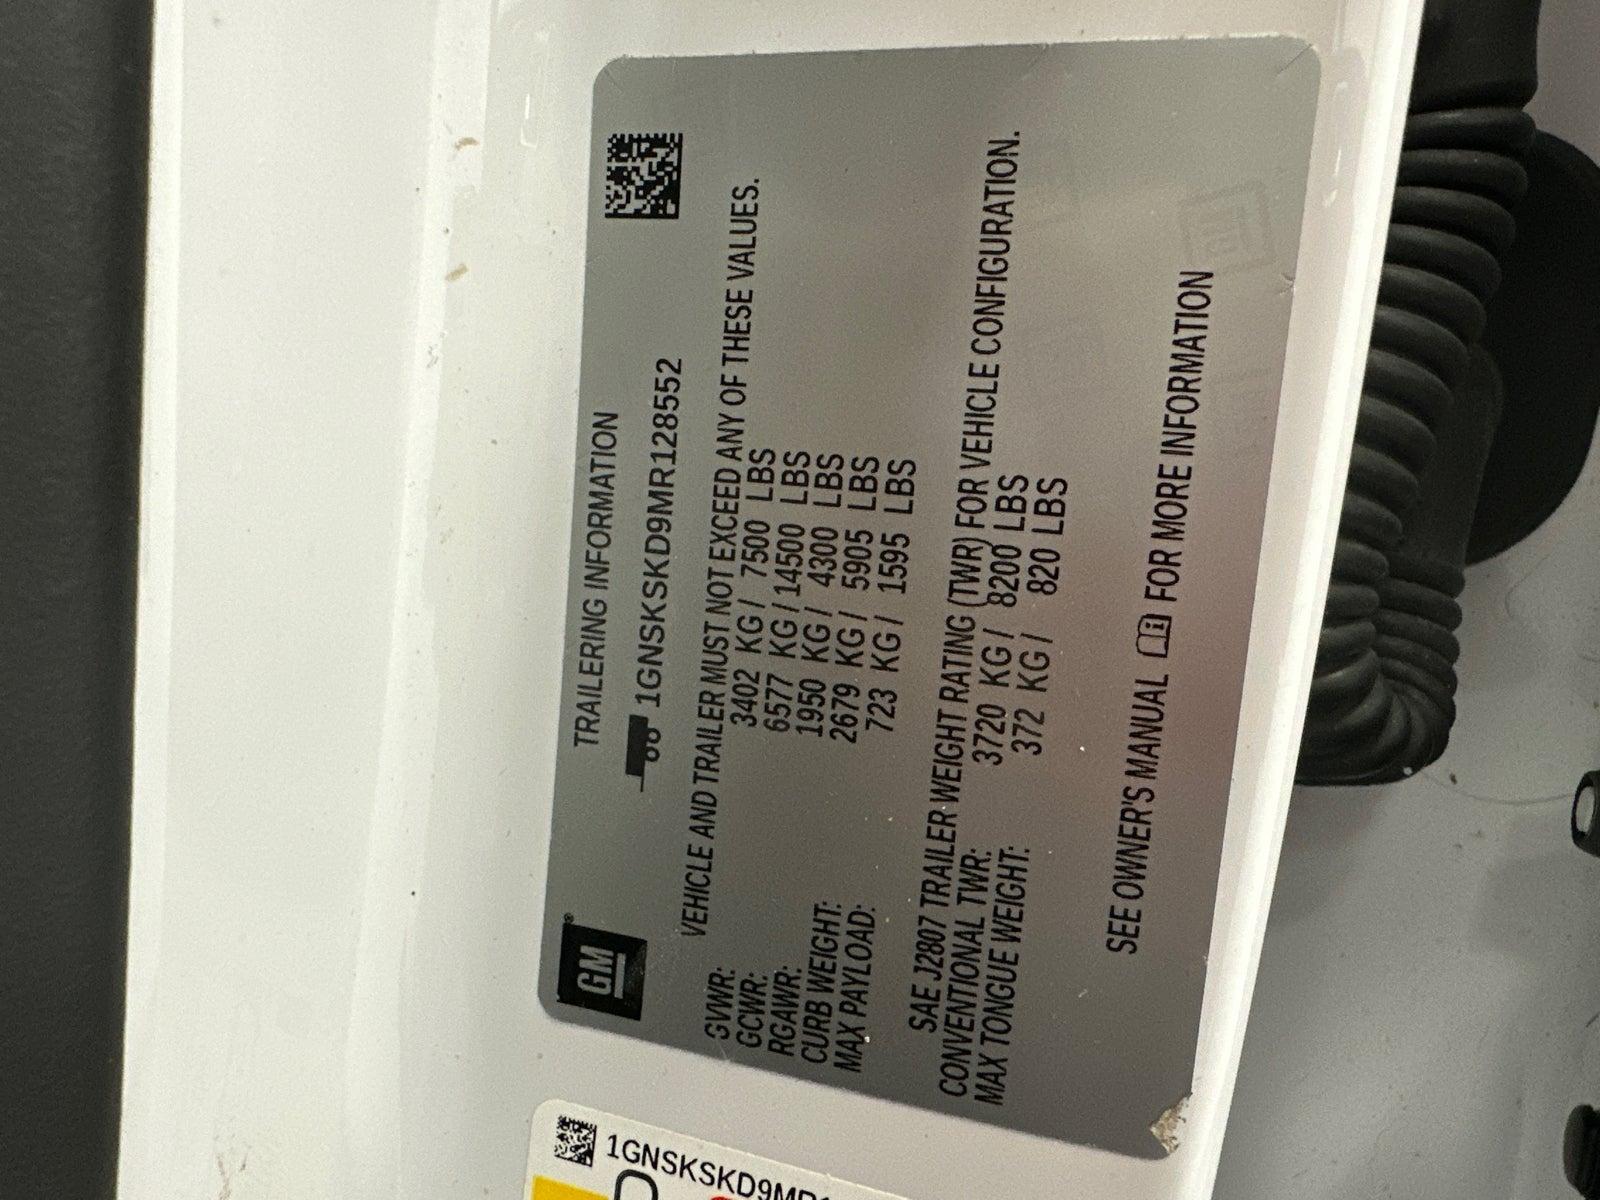 GM
TRAILERING INFORMATION
1GNSKSKD9MR128552
VEHICLE AND TRAILER MUST NOT EXCEED ANY OF THESE VALUES.
GVWR: 3402 KG / 7500 LBS
GCWR: 6577 KG / 14500 LBS
RGAWR: 1950 KG / 4300 LBS
CURB WEIGHT: 2679 KG / 5905 LBS
MAX PAYLOAD: 723 KG / 1595 LBS
SAE J2807 TRAILER WEIGHT RATING (TWR) FOR VEHICLE CONFIGURATION.
CONVENTIONAL TWR: 3720 KG / 8200 LBS
MAX TONGUE WEIGHT: 372 KG / 820 LBS
SEE OWNER'S MANUAL FOR MORE INFORMATION
1GNSKSKD9MR1